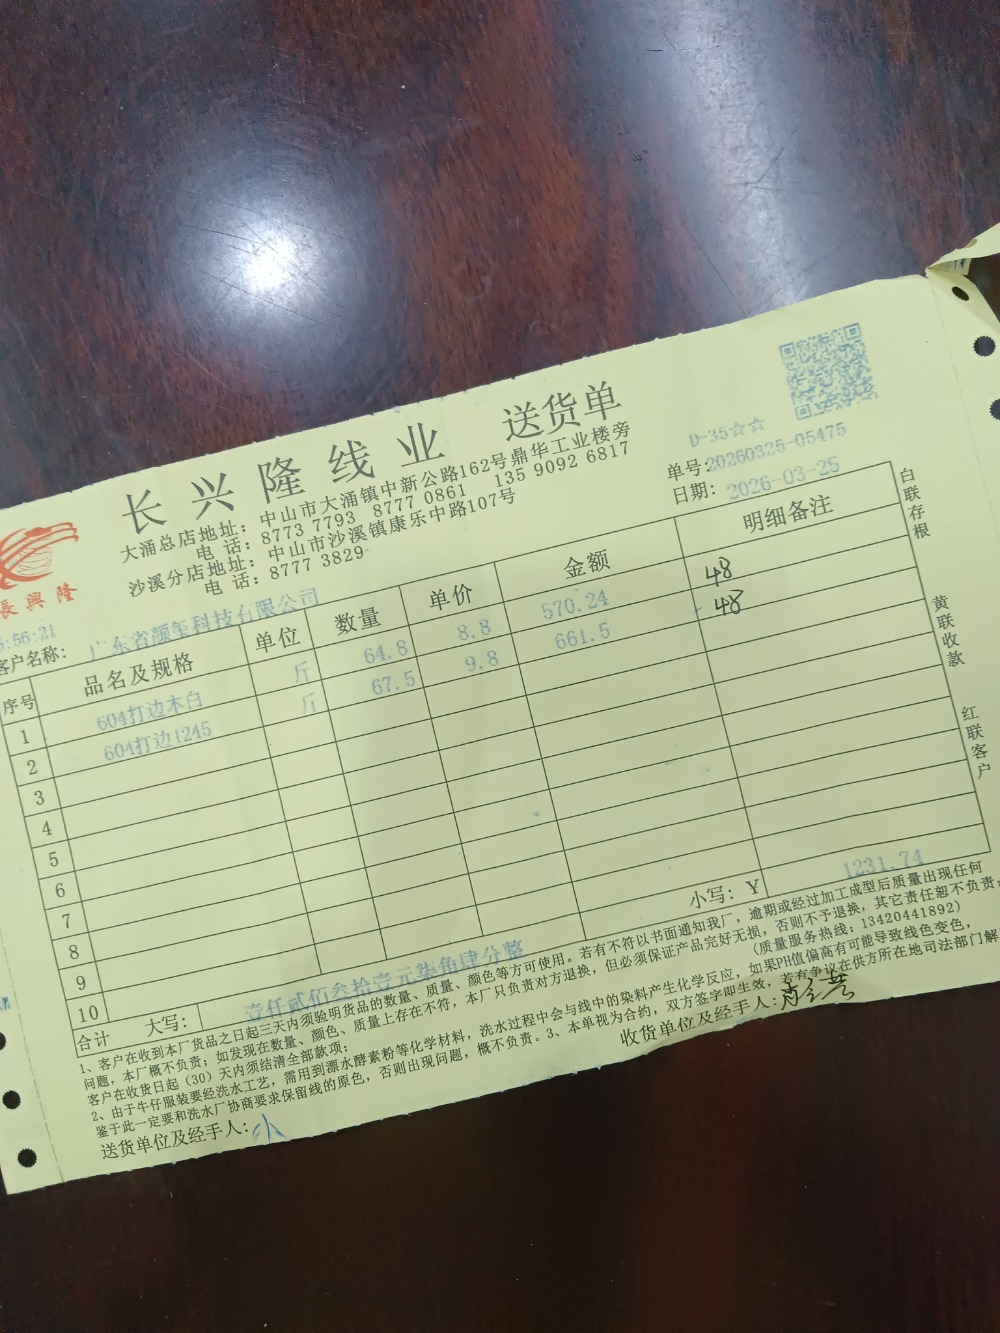 长兴隆线业 送货单
大涌总店地址：中山市大涌镇中新公路162号鼎华工业楼旁
电 话：8773 7793 8777 0861 135 9092 6817
沙溪分店地址：中山市沙溪镇康乐中路107号
电 话：8777 3829
D-35☆☆
单号：20260325-05475
日期：2026-03-25
長興隆
5:56:21
客户名称：广东省颜玺科技有限公司
序号 品名及规格 单位 数量 单价 金额 明细备注
1 604打边本白 斤 64.8 8.8 570.24 48
2 604打边1245 斤 67.5 9.8 661.5 48
3
4
5
6
7
8
9
10
合计 大写：壹仟贰佰叁拾壹元柒角肆分整 小写：￥ 1231.74
1、客户在收到本厂货品之日起三天内须验明货品的数量、质量、颜色等方可使用。若有不符以书面通知我厂，逾期或经过加工成型后质量出现任何
问题，本厂概不负责；如发现在数量、颜色、质量上存在不符，本厂只负责对方退换，但必须保证产品完好无损，否则不予退换，其它责任恕不负责；
客户在收货日起（30）天内须结清全部款项； （质量服务热线：13420441892）
2、由于牛仔服装要经洗水工艺，需用到漂水酵素粉等化学材料，洗水过程中会与线中的染料产生化学反应，如果PH值偏高有可能导致线色变色，
鉴于此一定要和洗水厂协商要求保留线的原色，否则出现问题，概不负责。3、本单视为合约，双方签字即生效，若有争议在供方所在地司法部门解
送货单位及经手人：小
收货单位及经手人：
白联存根
黄联收款
红联客户